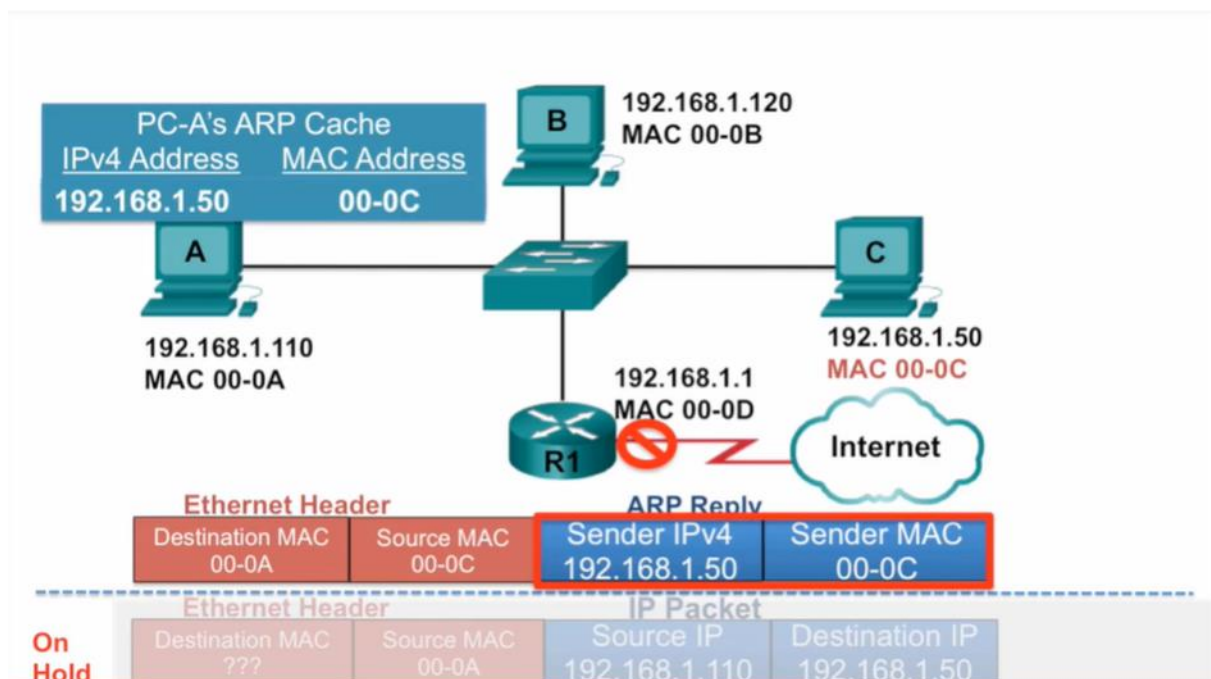 PC-A's ARP Cache
IPv4 Address MAC Address
192.168.1.50 00-0C
B
192.168.1.120
MAC 00-0B
A
192.168.1.110
MAC 00-0A
C
192.168.1.50
MAC 00-0C
192.168.1.1
MAC 00-0D
R1
Internet
Ethernet Header ARP Reply
Destination MAC Source MAC Sender IPv4 Sender MAC
00-0A 00-0C 192.168.1.50 00-0C
Ethernet Header IP Packet
On
Hold
Destination MAC Source MAC Source IP Destination IP
??? 00-0A 192.168.1.110 192.168.1.50